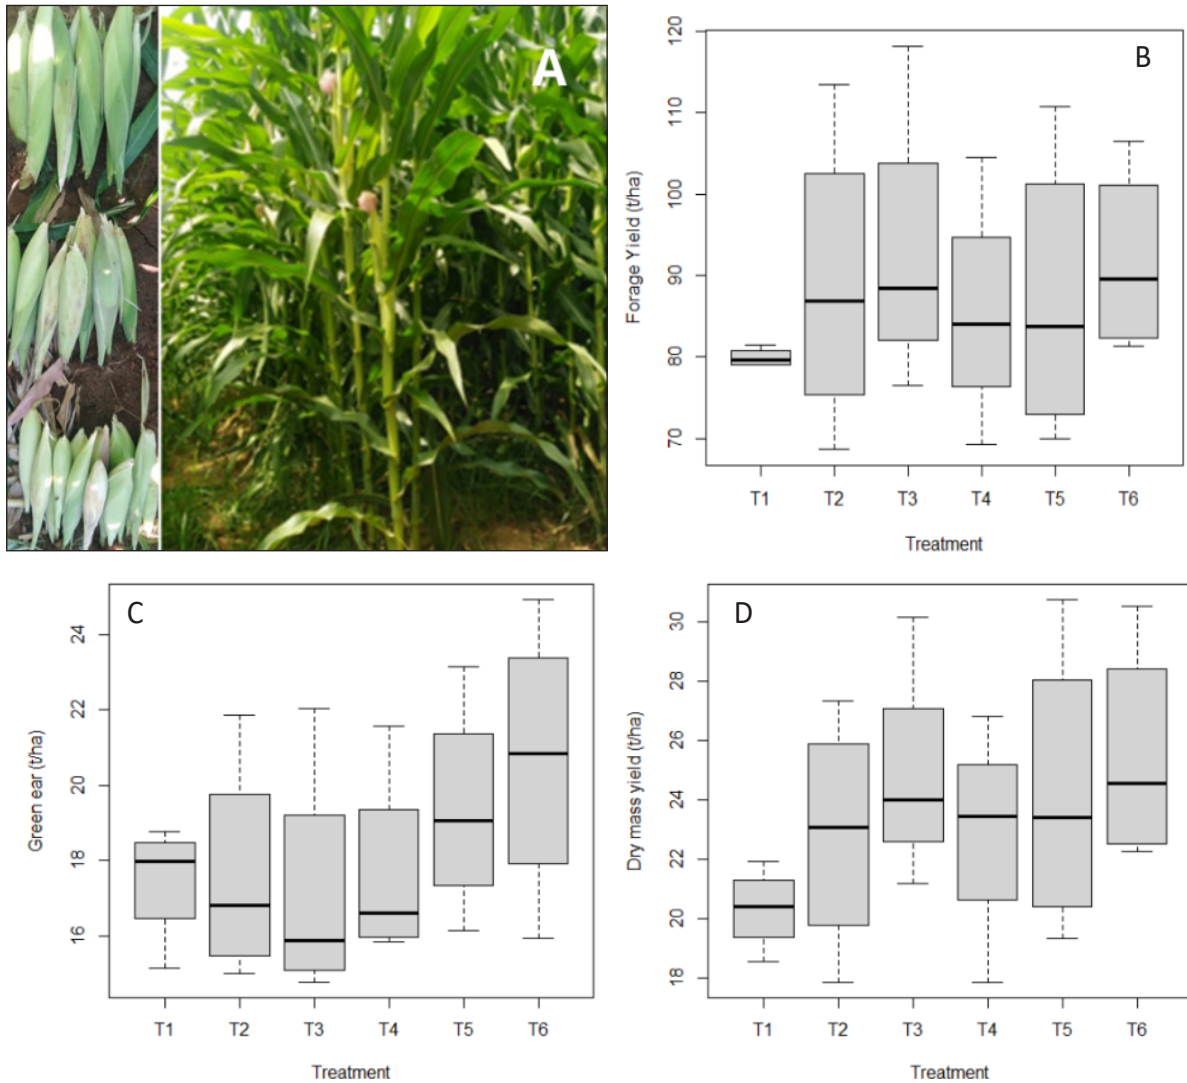 A
B
Forage Yield (t/ha)
120
110
100
90
80
70
T1 T2 T3 T4 T5 T6
Treatment
C
Green ear (t/ha)
24
22
20
18
16
T1 T2 T3 T4 T5 T6
Treatment
D
Dry mass yield (t/ha)
30
28
26
24
22
20
18
T1 T2 T3 T4 T5 T6
Treatment